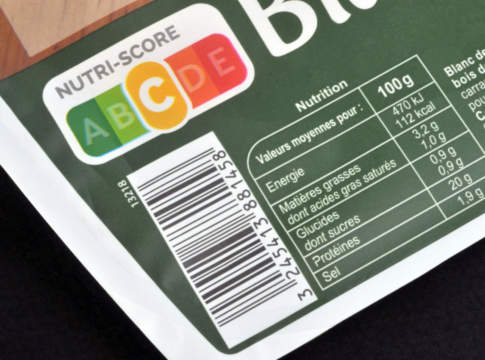 NUTRI-SCORE
A B C D E
Nutrition
Valeurs moyennes pour : 100g
Energie 470 kJ
112 kcal
Matières grasses 3,2 g
dont acides gras saturés 1,0 g
Glucides 0,9 g
dont sucres 0,9 g
Protéines 20 g
Sel 1,9 g
Blanc de
bois d
carra
pou
13218
3 245413 881458